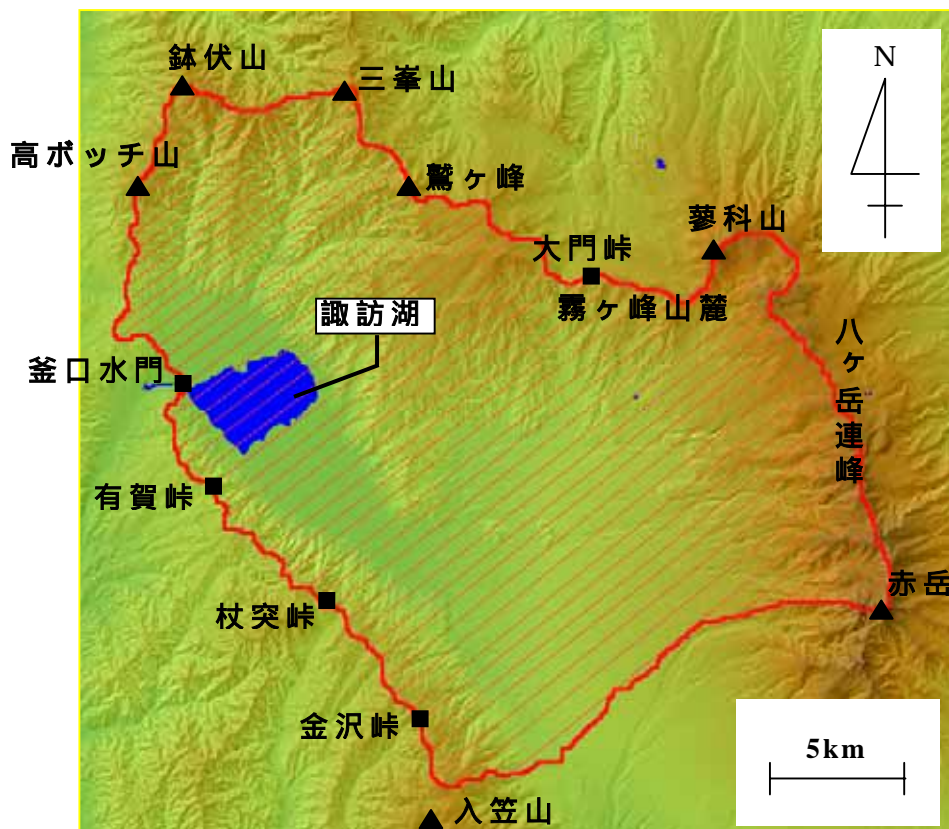 鉢伏山
三峯山
N
高ボッチ山
鷲ヶ峰
蓼科山
大門峠
霧ヶ峰山麓
諏訪湖
八ヶ岳連峰
釜口水門
有賀峠
赤岳
杖突峠
金沢峠
5km
入笠山